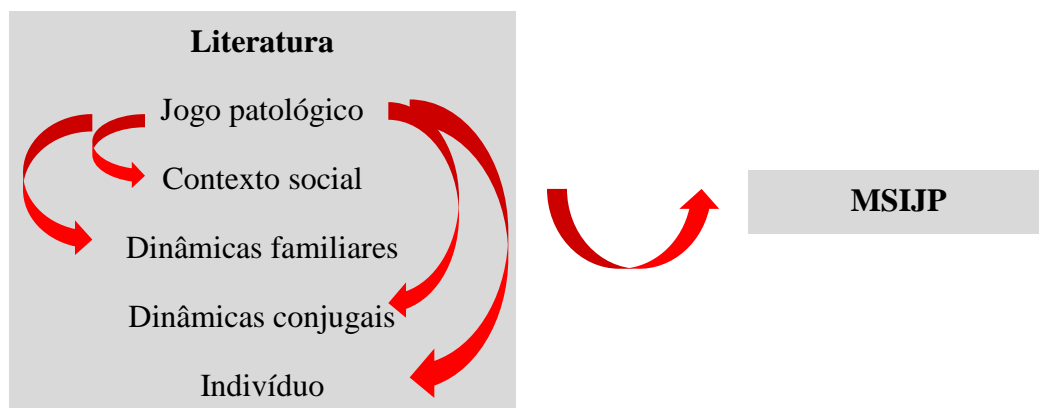 Literatura
Jogo patológico
Contexto social
Dinâmicas familiares
Dinâmicas conjugais
Indivíduo
MSIJP